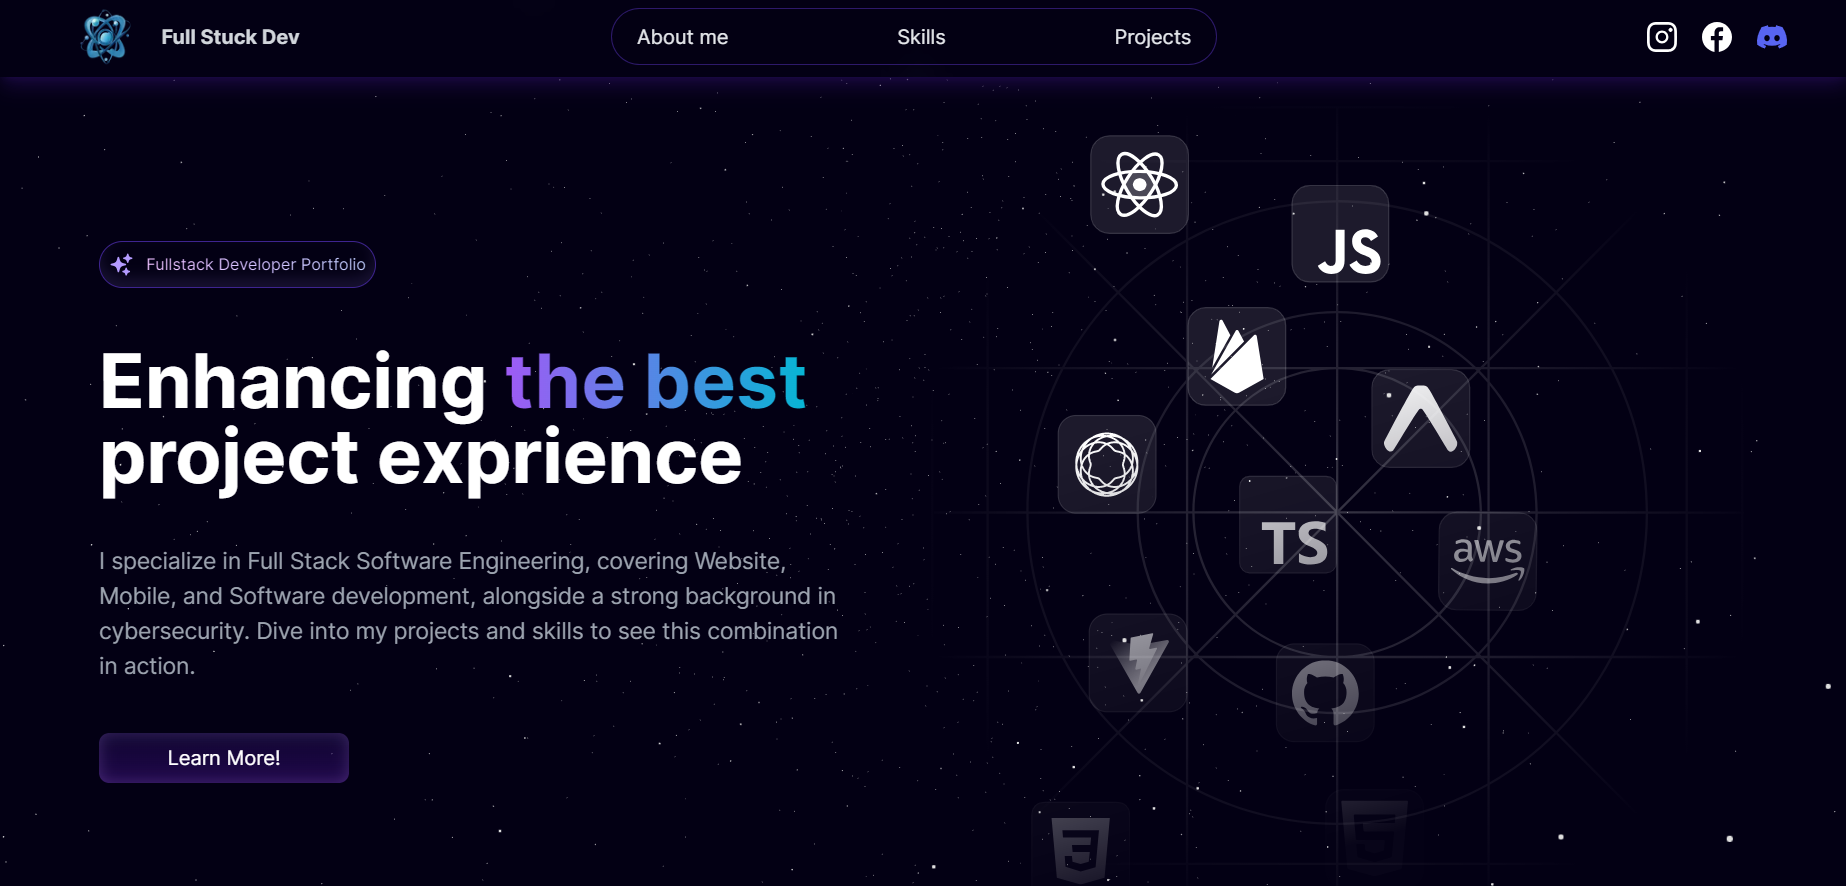 Full Stuck Dev
About me
Skills
Projects
Fullstack Developer Portfolio
Enhancing the best
project exprience
I specialize in Full Stack Software Engineering, covering Website,
Mobile, and Software development, alongside a strong background in
cybersecurity. Dive into my projects and skills to see this combination
in action.
Learn More!
JS
TS
aws
3
5